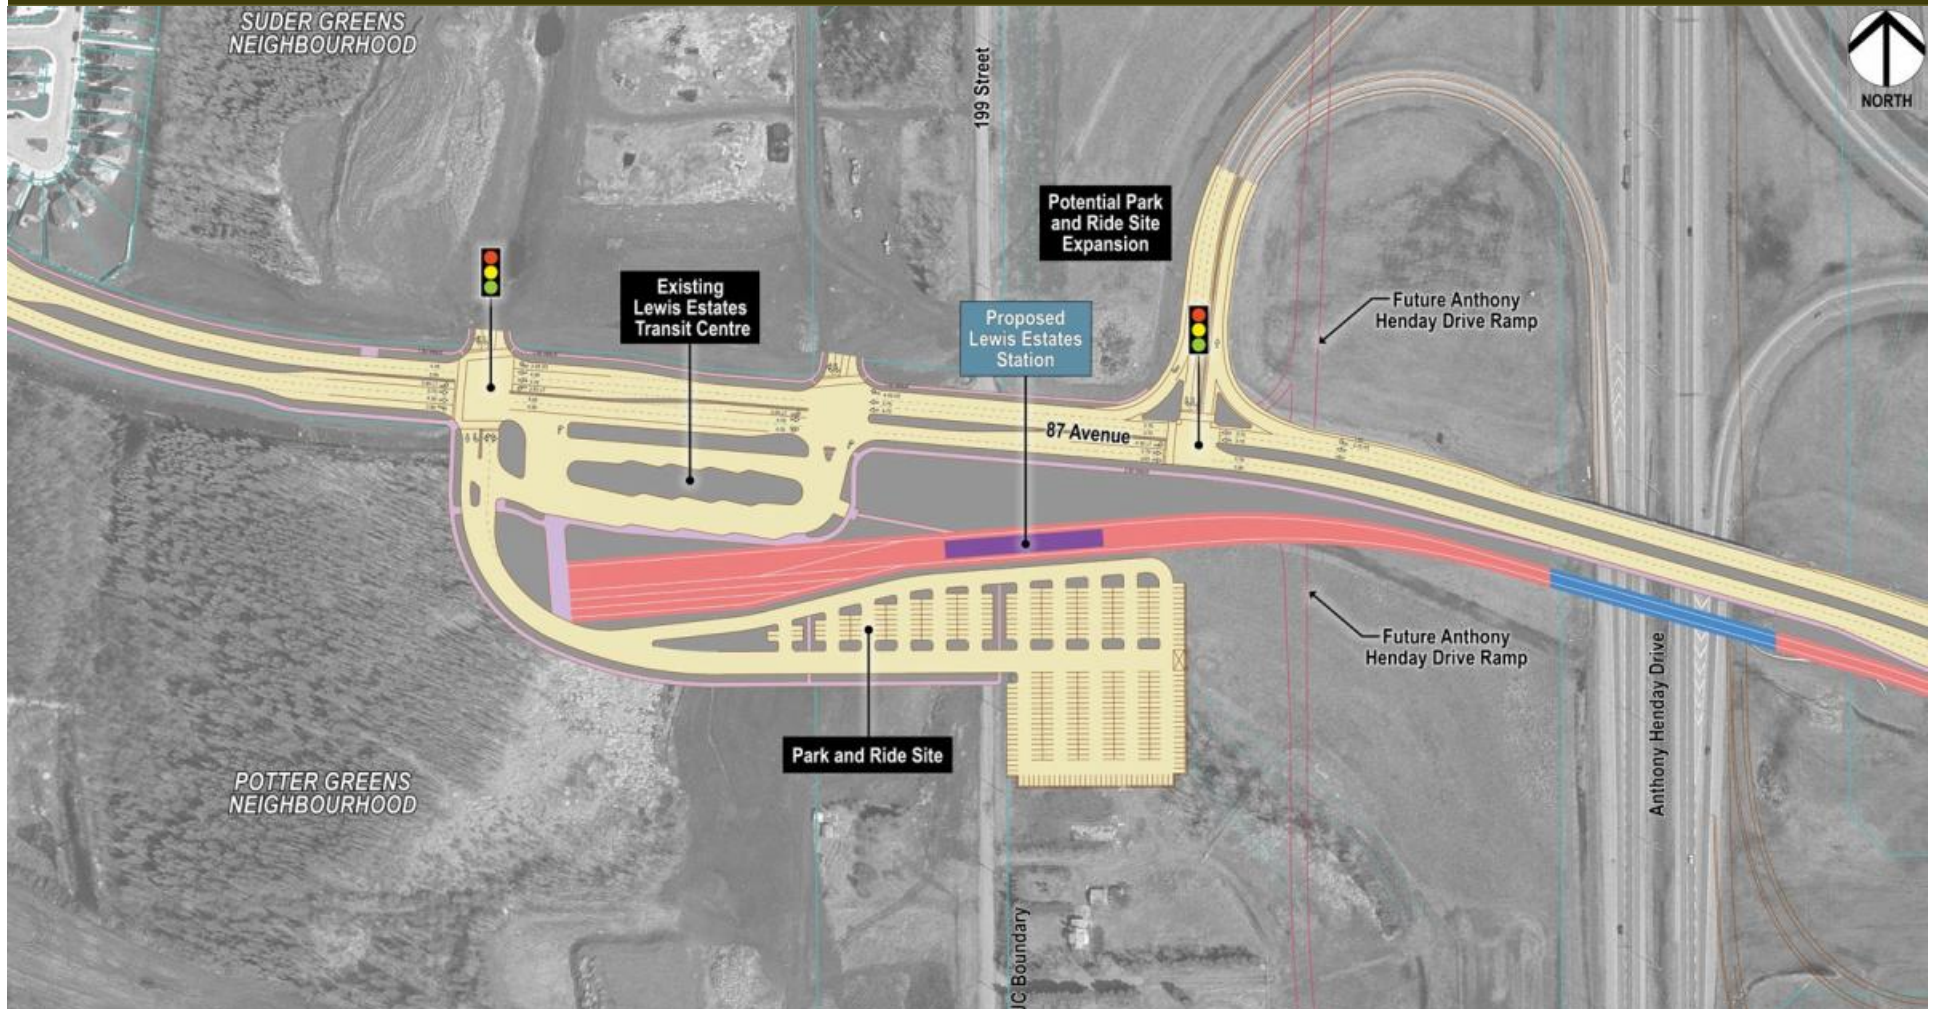 SUDER GREENS
NEIGHBOURHOOD
199 Street
NORTH
Potential Park
and Ride Site
Expansion
Existing
Lewis Estates
Transit Centre
Proposed
Lewis Estates
Station
Future Anthony
Henday Drive Ramp
87 Avenue
Future Anthony
Henday Drive Ramp
Anthony Henday Drive
Park and Ride Site
POTTER GREENS
NEIGHBOURHOOD
UC Boundary